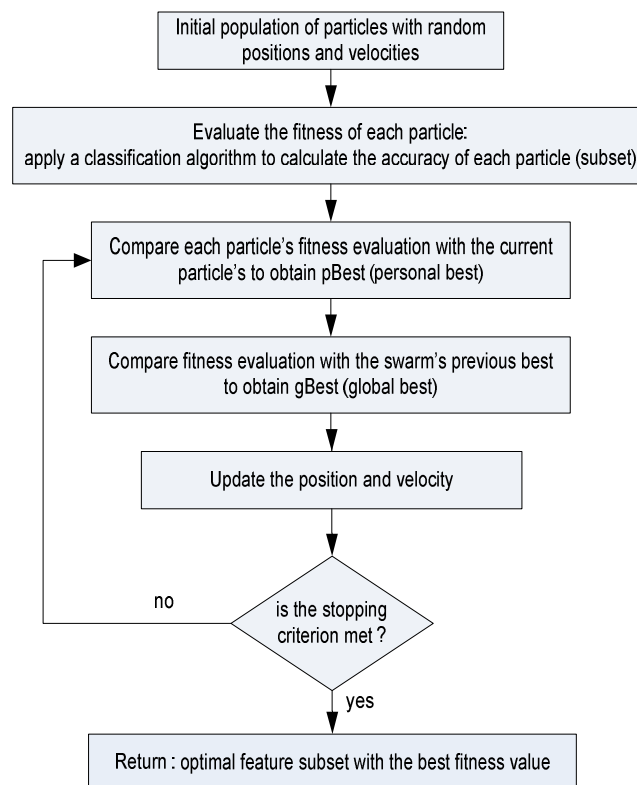 Initial population of particles with random
positions and velocities
Evaluate the fitness of each particle:
apply a classification algorithm to calculate the accuracy of each particle (subset)
Compare each particle's fitness evaluation with the current
particle's to obtain pBest (personal best)
Compare fitness evaluation with the swarm's previous best
to obtain gBest (global best)
Update the position and velocity
no
is the stopping
criterion met ?
yes
Return : optimal feature subset with the best fitness value